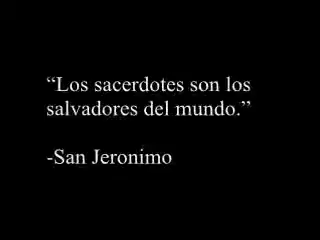 “Los sacerdotes son los
salvadores del mundo.”
-San Jeronimo